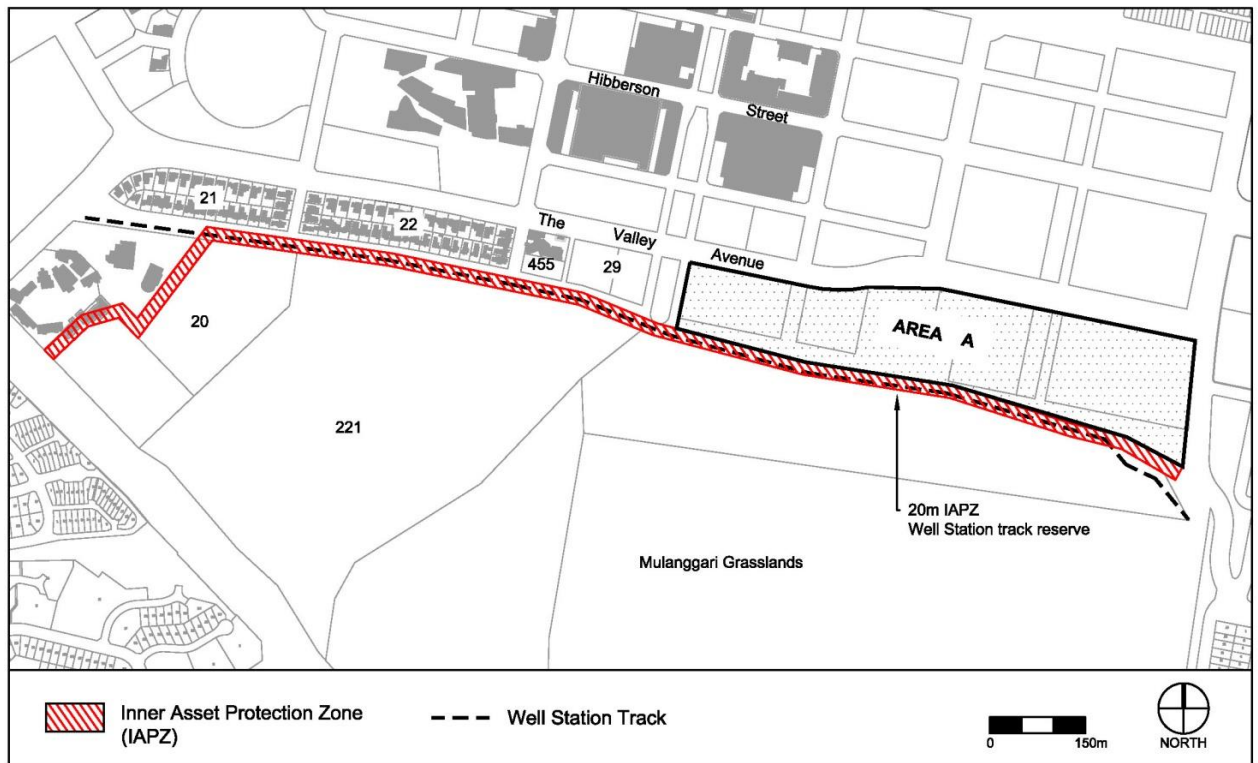 Hibberson
Street
21
22
The
Valley
Avenue
455
29
20
AREA A
221
20m IAPZ
Well Station track reserve
Mulanggari Grasslands
Inner Asset Protection Zone
(IAPZ)
Well Station Track
0
150m
NORTH